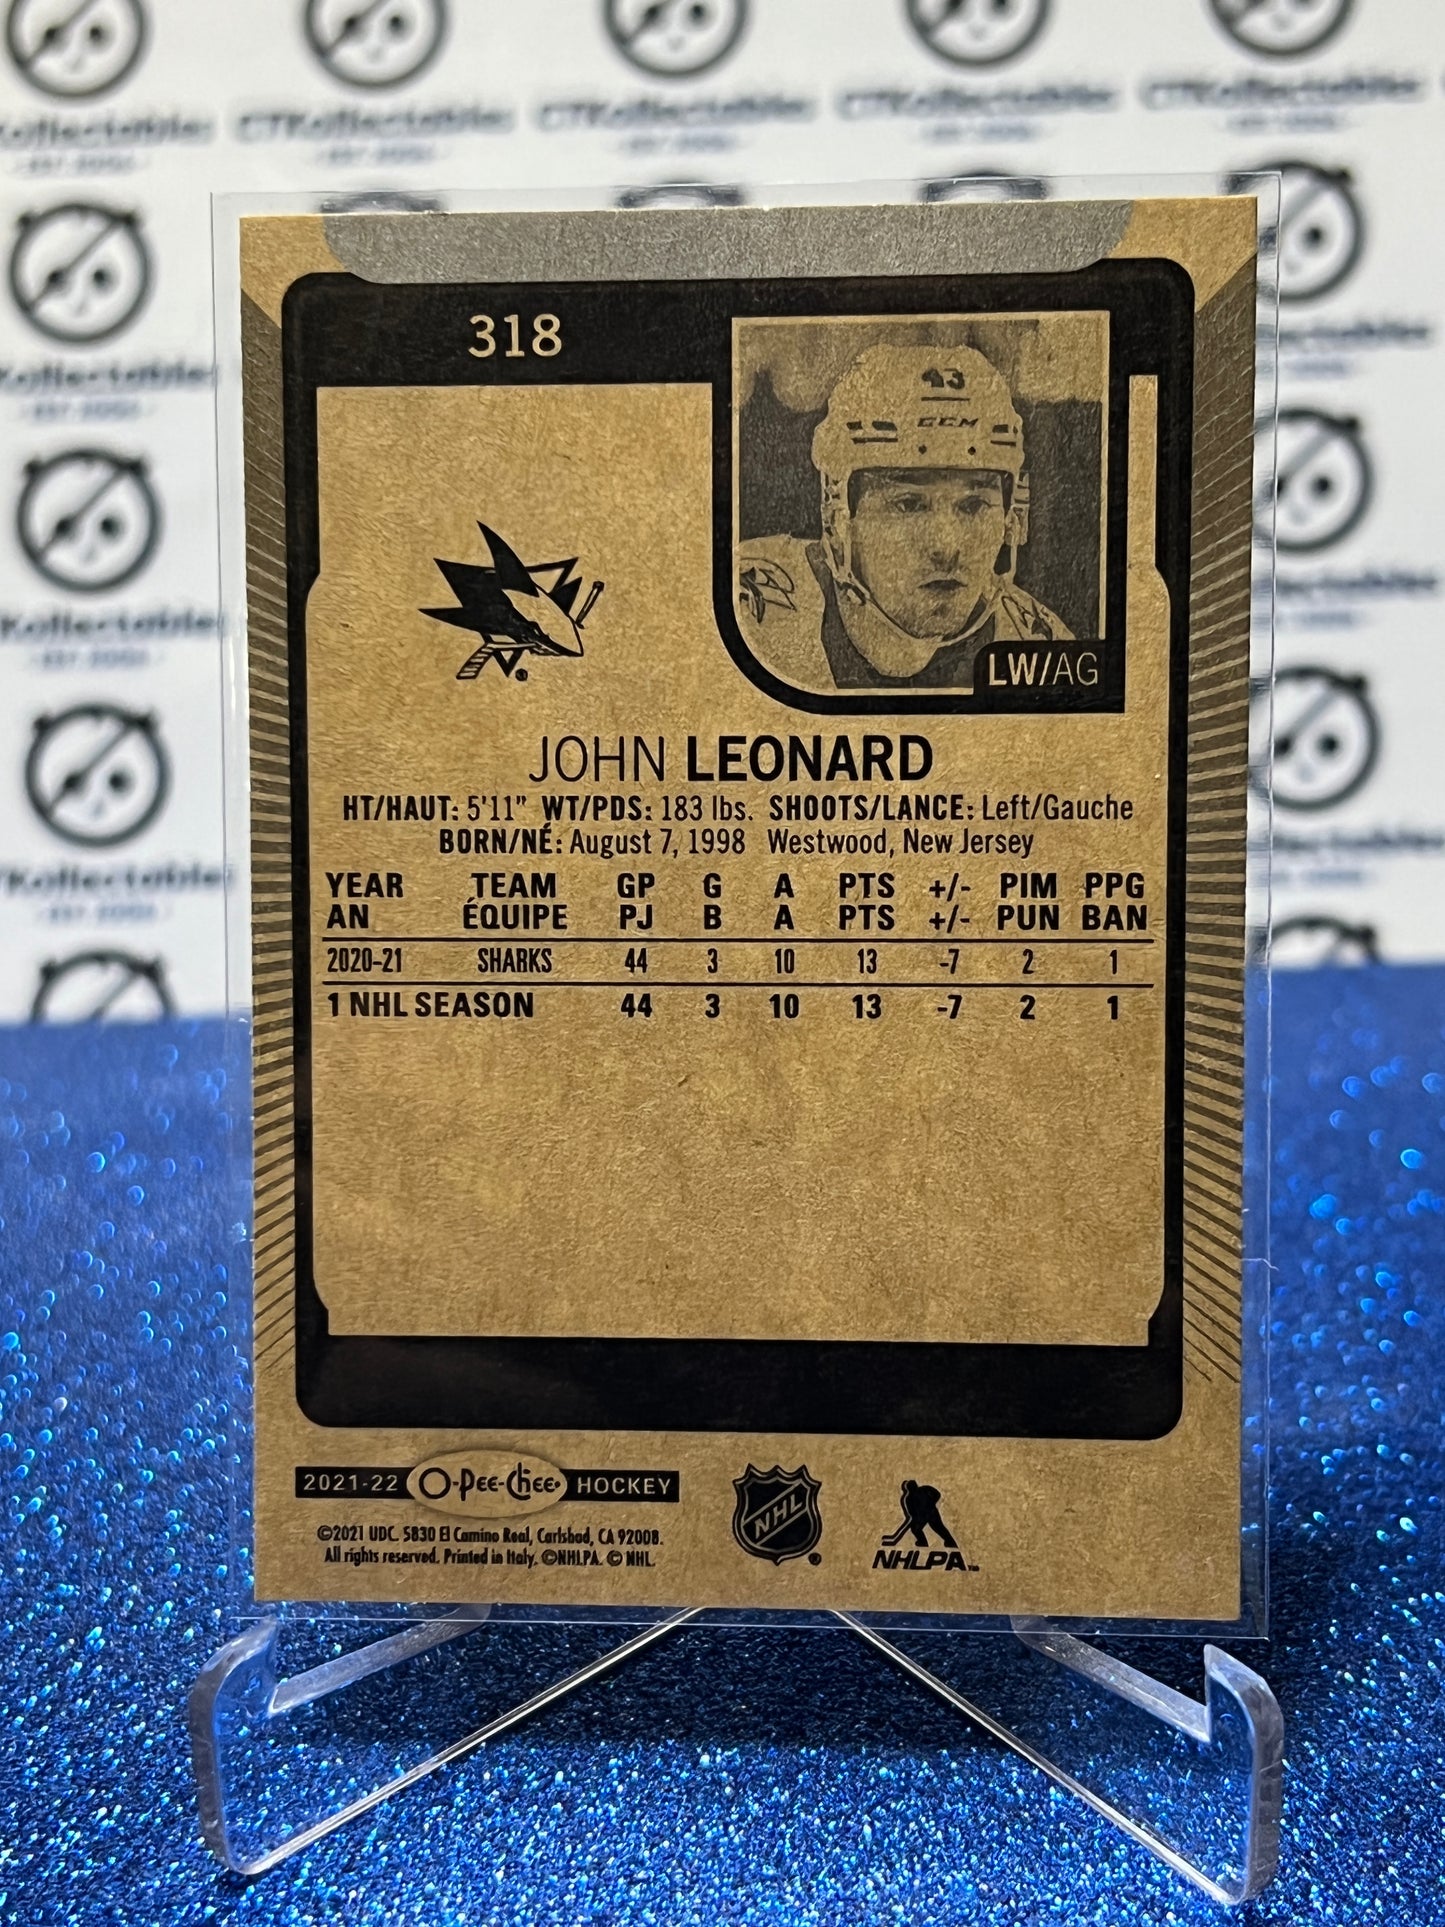 CTKollectables
318
43
CCM
LW/AG
JOHN LEONARD
HT/HAUT: 5'11" WT/PDS: 183 lbs. SHOOTS/LANCE: Left/Gauche
BORN/NÉ: August 7, 1998 Westwood, New Jersey
YEAR TEAM GP G A PTS +/- PIM PPG
AN ÉQUIPE PJ B A PTS +/- PUN BAN
2020-21 SHARKS 44 3 10 13 -7 2 1
1 NHL SEASON 44 3 10 13 -7 2 1
2021-22 O-Pee-Chee HOCKEY
©2021 UDC. 5830 El Camino Real, Carlsbad, CA 92008.
All rights reserved. Printed in Italy. ©NHLPA. © NHL.
NHL
NHLPA™